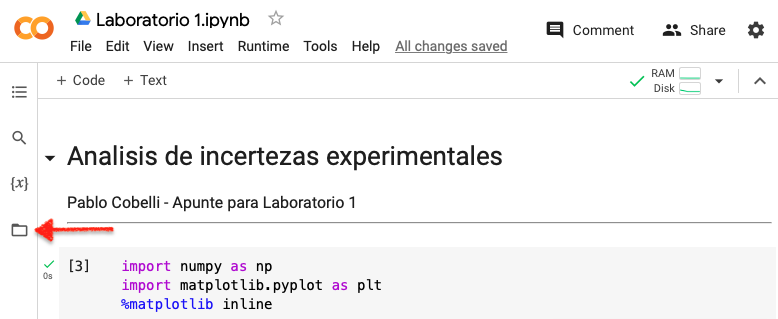 Laboratorio 1.ipynb
Comment
Share
File Edit View Insert Runtime Tools Help All changes saved
+ Code + Text
RAM
Disk
{x}
Analisis de incertezas experimentales
Pablo Cobelli - Apunte para Laboratorio 1
[3] import numpy as np
0s
import matplotlib.pyplot as plt
%matplotlib inline